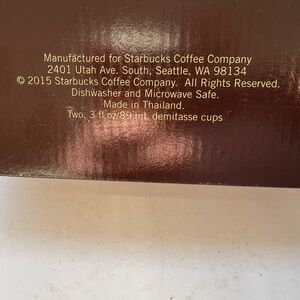 Manufactured for Starbucks Coffee Company
2401 Utah Ave. South, Seattle, WA 98134
© 2015 Starbucks Coffee Company. All Rights Reserved.
Dishwasher and Microwave Safe.
Made in Thailand.
Two, 3 fl oz/89 mL demitasse cups